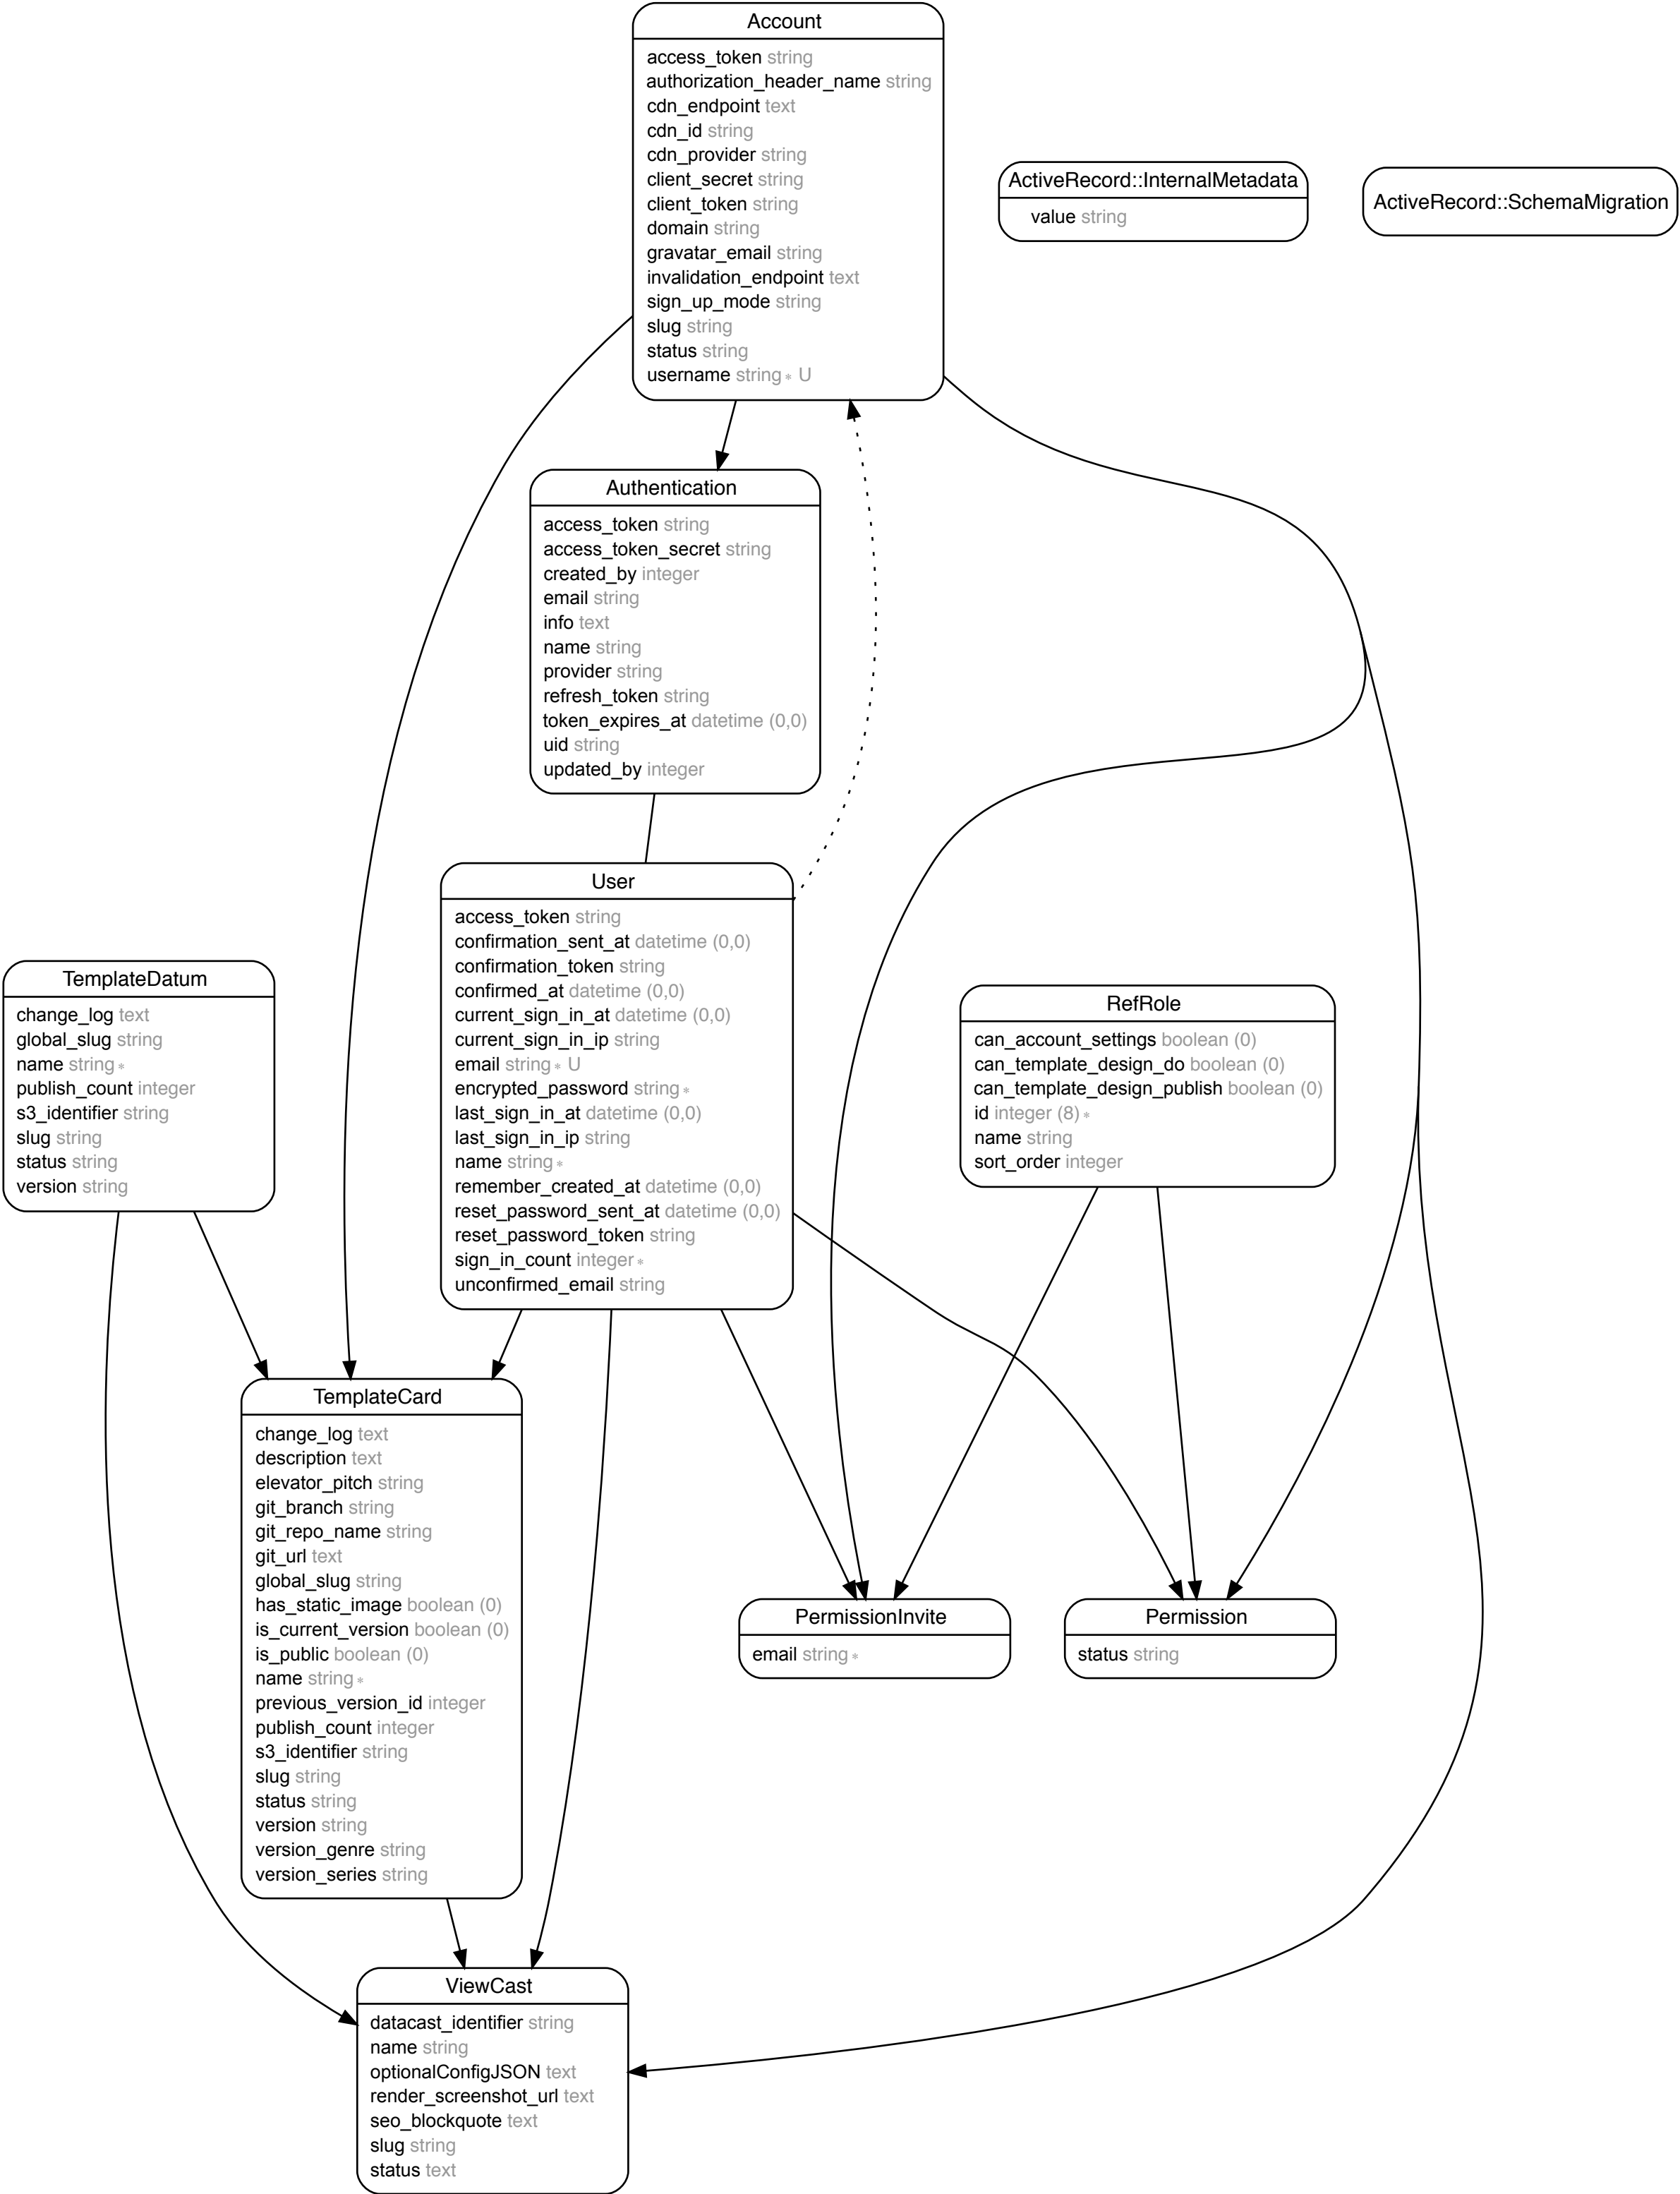 Account
access_token string
authorization_header_name string
cdn_endpoint text
cdn_id string
cdn_provider string
client_secret string
client_token string
domain string
gravatar_email string
invalidation_endpoint text
sign_up_mode string
slug string
status string
username string∗ U
ActiveRecord::InternalMetadata
value string
ActiveRecord::SchemaMigration
Authentication
access_token string
access_token_secret string
created_by integer
email string
info text
name string
provider string
refresh_token string
token_expires_at datetime (0,0)
uid string
updated_by integer
User
access_token string
confirmation_sent_at datetime (0,0)
confirmation_token string
confirmed_at datetime (0,0)
current_sign_in_at datetime (0,0)
current_sign_in_ip string
email string∗ U
encrypted_password string∗
last_sign_in_at datetime (0,0)
last_sign_in_ip string
name string∗
remember_created_at datetime (0,0)
reset_password_sent_at datetime (0,0)
reset_password_token string
sign_in_count integer∗
unconfirmed_email string
TemplateDatum
change_log text
global_slug string
name string∗
publish_count integer
s3_identifier string
slug string
status string
version string
RefRole
can_account_settings boolean (0)
can_template_design_do boolean (0)
can_template_design_publish boolean (0)
id integer (8)∗
name string
sort_order integer
TemplateCard
change_log text
description text
elevator_pitch string
git_branch string
git_repo_name string
git_url text
global_slug string
has_static_image boolean (0)
is_current_version boolean (0)
is_public boolean (0)
name string∗
previous_version_id integer
publish_count integer
s3_identifier string
slug string
status string
version string
version_genre string
version_series string
PermissionInvite
email string∗
Permission
status string
ViewCast
datacast_identifier string
name string
optionalConfigJSON text
render_screenshot_url text
seo_blockquote text
slug string
status text